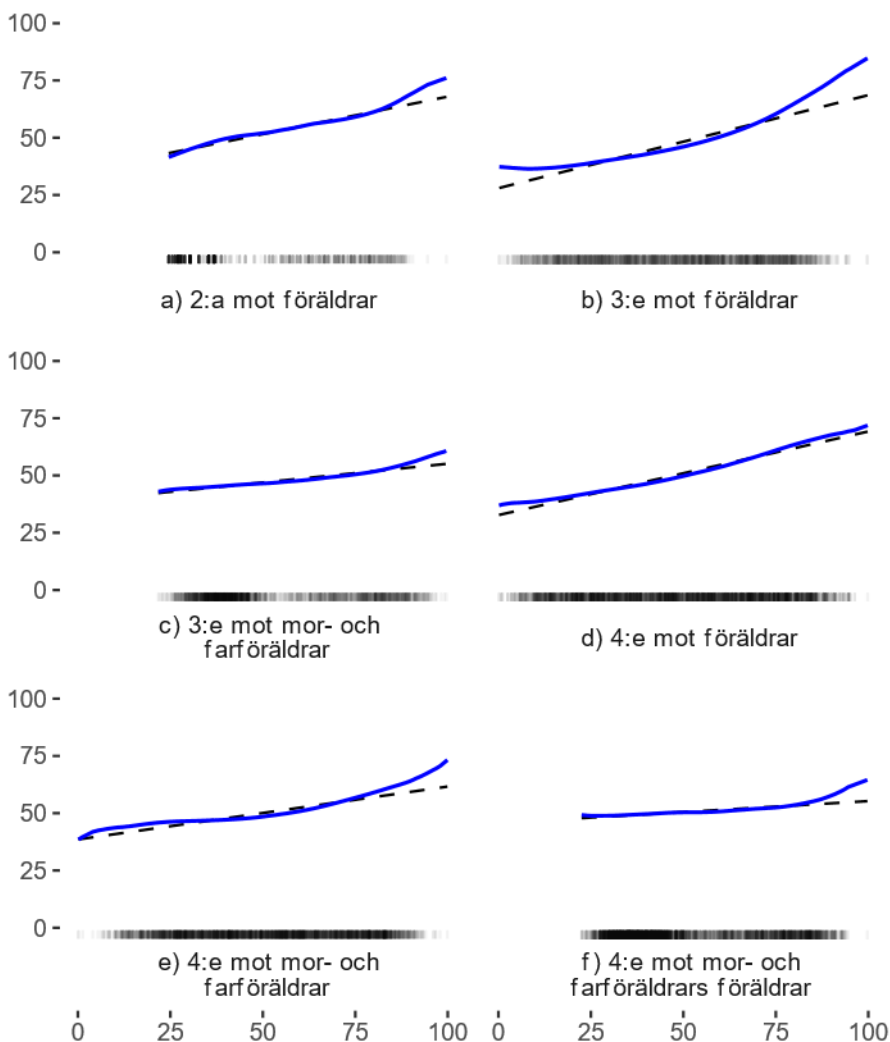 100
75
50
25
0
a) 2:a mot föräldrar
b) 3:e mot föräldrar
100
75
50
25
0
c) 3:e mot mor- och
farföräldrar
d) 4:e mot föräldrar
100
75
50
25
0
e) 4:e mot mor- och
farföräldrar
f) 4:e mot mor- och
farföräldrars föräldrar
0 25 50 75 100 0 25 50 75 100